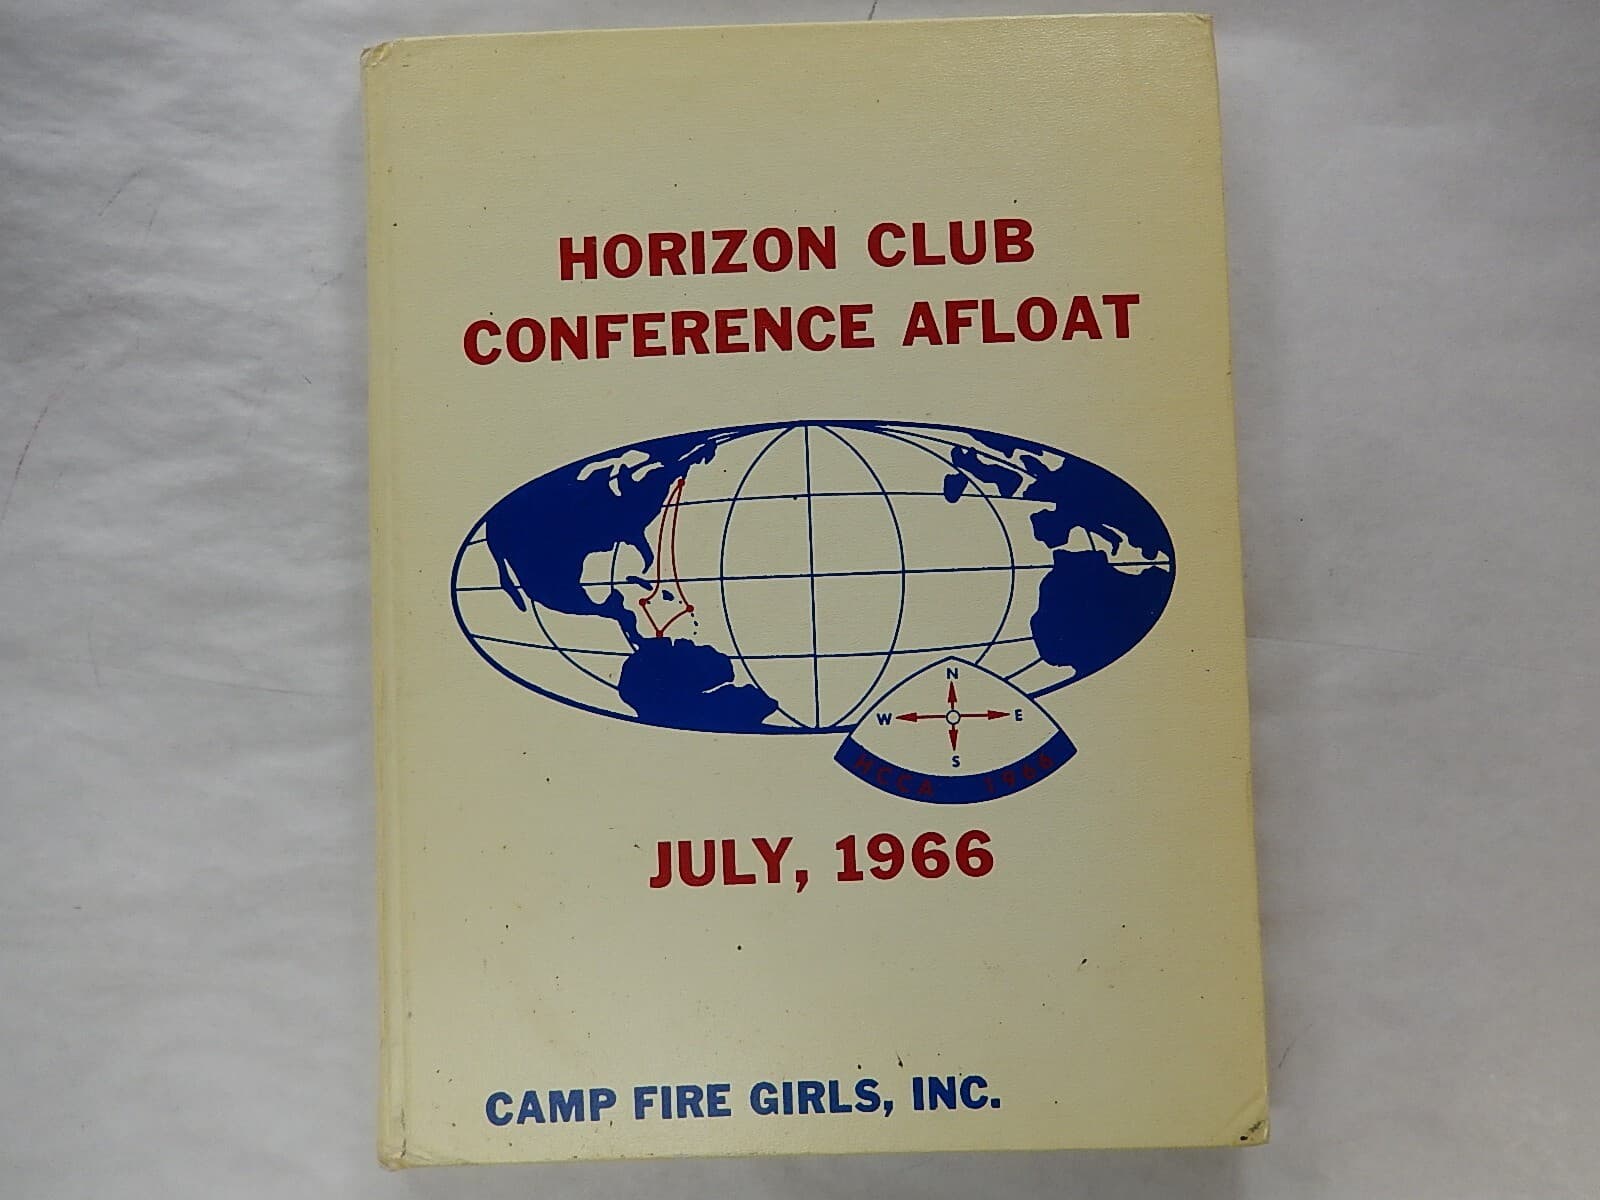 HORIZON CLUB
CONFERENCE AFLOAT
N
W E
S
HCCA 1966
JULY, 1966
CAMP FIRE GIRLS, INC.